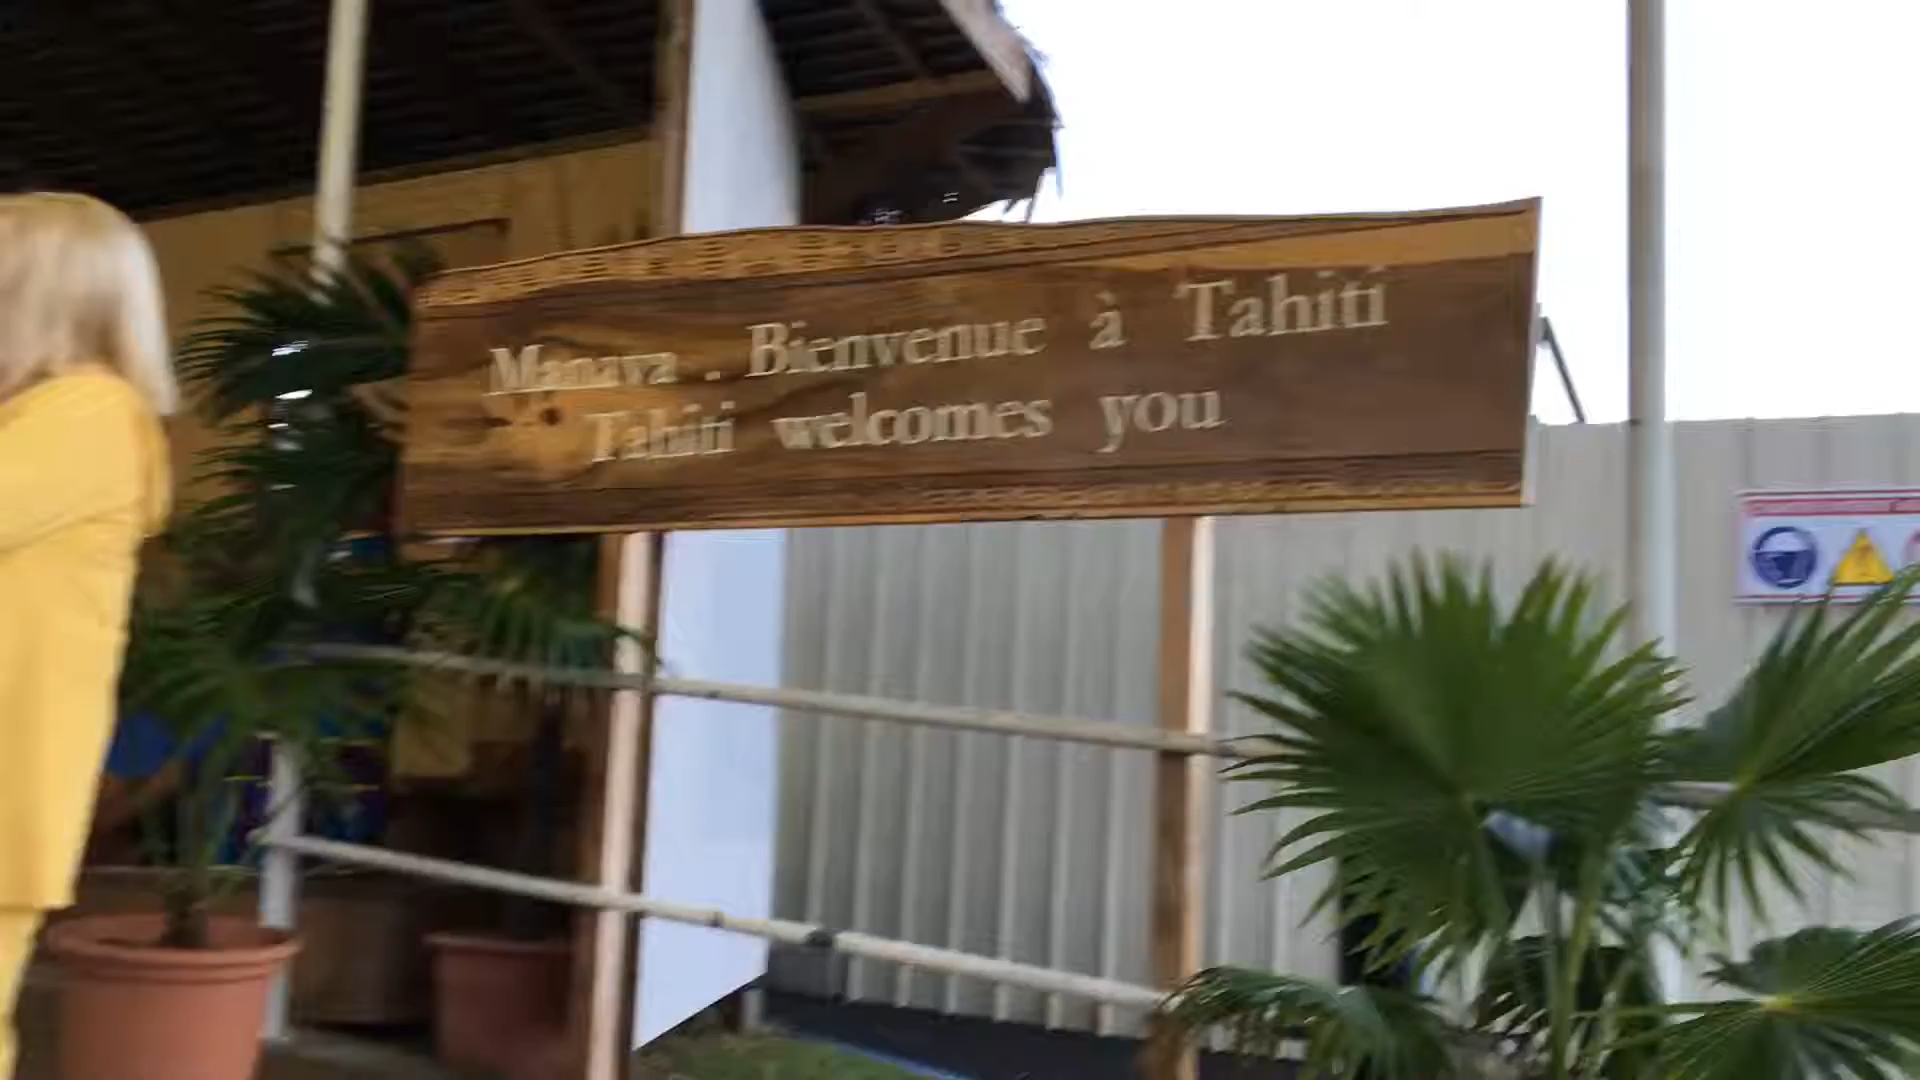 Manava . Bienvenue à Tahiti
Tahiti welcomes you